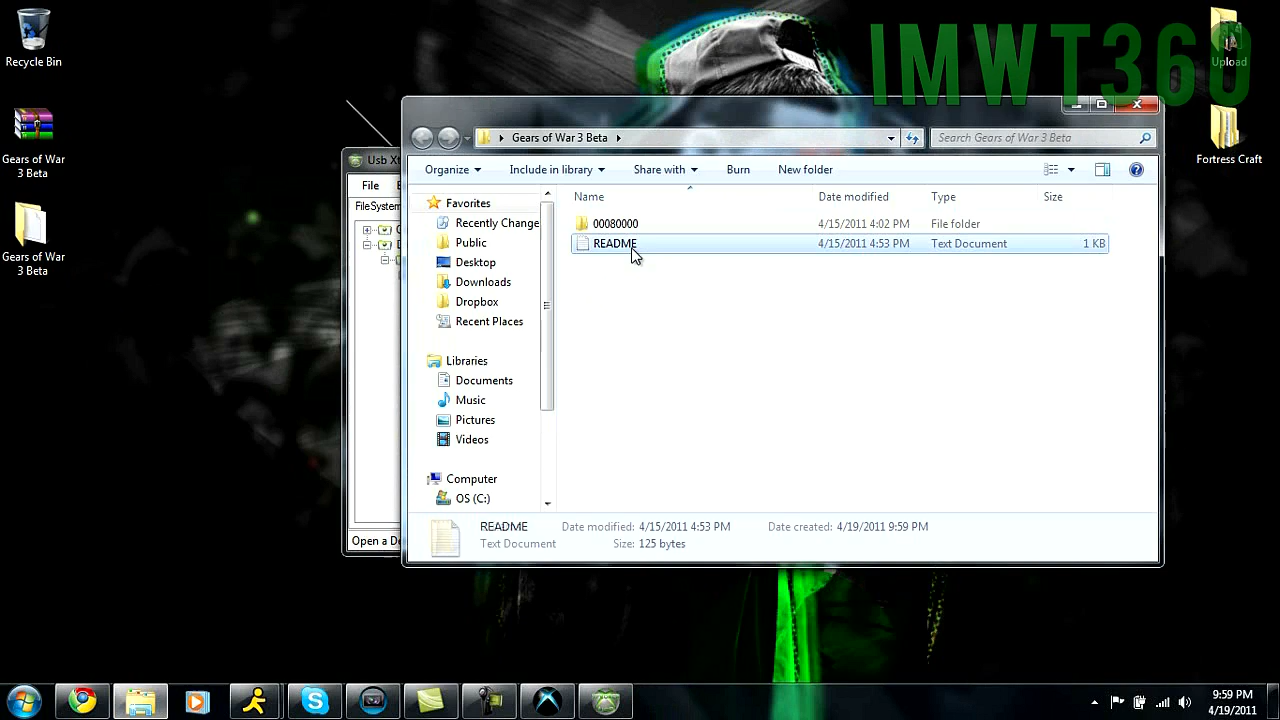 IMWT360
Recycle Bin
Gears of War
3 Beta
Gears of War
3 Beta
Upload
Fortress Craft
Usb Xt
File
FileSystem
Open a De
Gears of War 3 Beta
Search Gears of War 3 Beta
Organize
Include in library
Share with
Burn
New folder
Favorites
Recently Change
Public
Desktop
Downloads
Dropbox
Recent Places
Libraries
Documents
Music
Pictures
Videos
Computer
OS (C:)
Name Date modified Type Size
00080000 4/15/2011 4:02 PM File folder
README 4/15/2011 4:53 PM Text Document 1 KB
README Date modified: 4/15/2011 4:53 PM Date created: 4/19/2011 9:59 PM
Text Document Size: 125 bytes
9:59 PM
4/19/2011